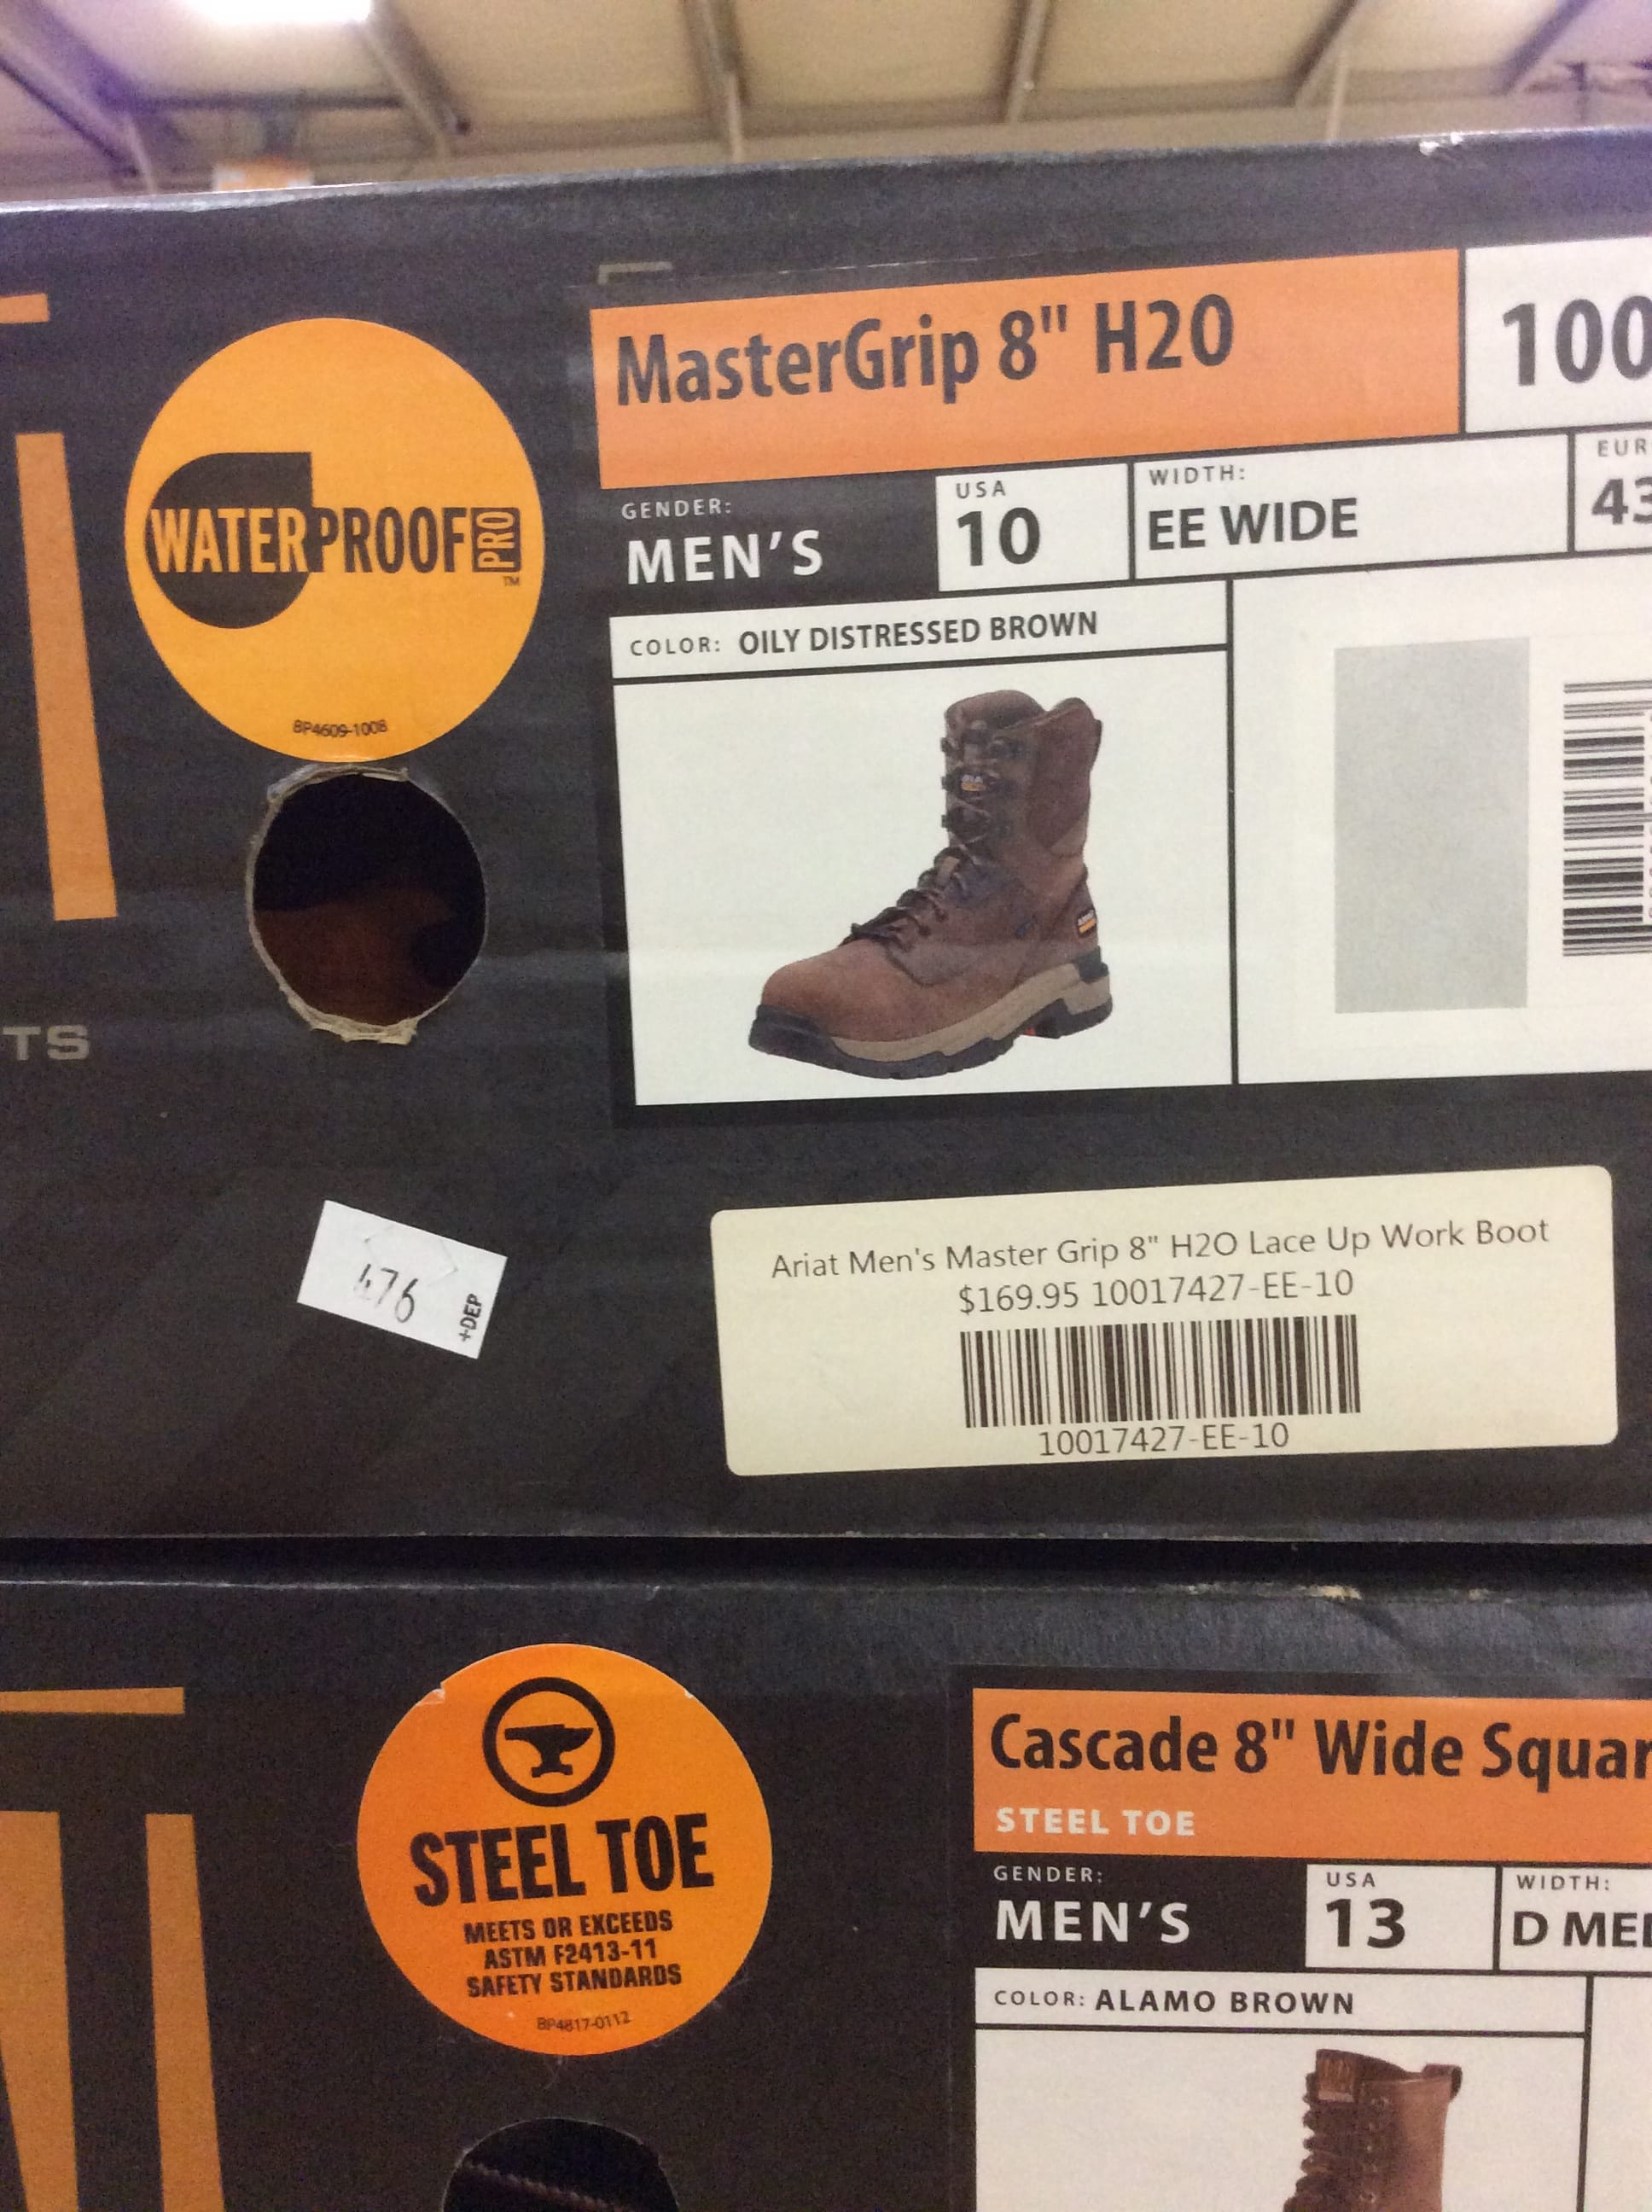 MasterGrip 8" H2O
100
WATERPROOF PRO™
BP4609-1008
GENDER:
MEN'S
USA
10
WIDTH:
EE WIDE
EUR
43
COLOR: OILY DISTRESSED BROWN
TS
476
+DEP
Ariat Men's Master Grip 8" H2O Lace Up Work Boot
$169.95 10017427-EE-10
10017427-EE-10
STEEL TOE
MEETS OR EXCEEDS
ASTM F2413-11
SAFETY STANDARDS
BP4817-0112
Cascade 8" Wide Squar
STEEL TOE
GENDER:
MEN'S
USA
13
WIDTH:
D MED
COLOR: ALAMO BROWN